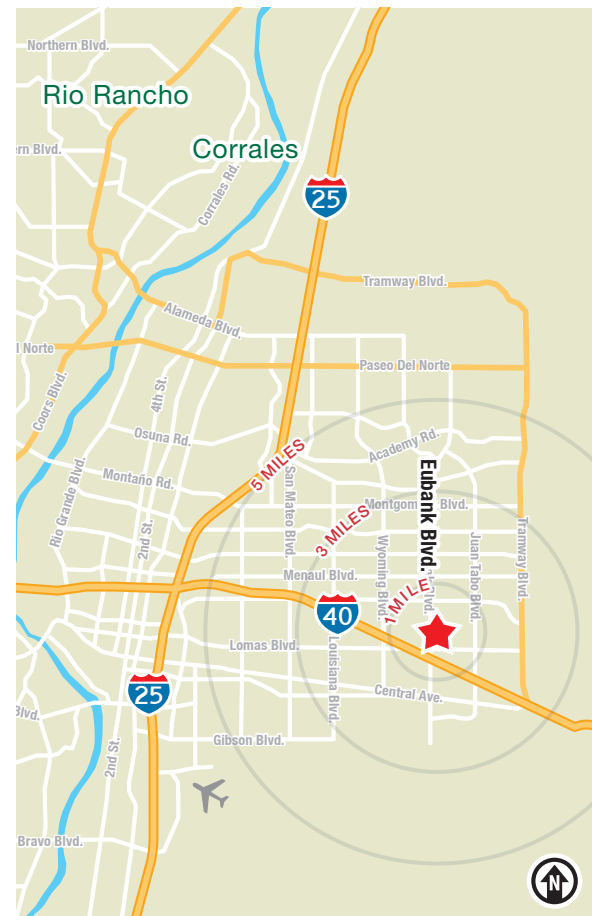 Northern Blvd.
Rio Rancho
Corrales
rn Blvd.
Corrales Rd.
25
Tramway Blvd.
Alameda Blvd.
l Norte
Paseo Del Norte
Coors Blvd.
4th St.
Osuna Rd.
Academy Rd.
5 MILES
Eubank Blvd.
Montaño Rd.
San Mateo Blvd.
Montgom Blvd.
Rio Grande Blvd.
2nd St.
3 MILES
Wyoming Blvd.
Juan Tabo Blvd.
Tramway Blvd.
Menaul Blvd.
1 MILE
Blvd.
40
Lomas Blvd.
Louisiana Blvd.
25
Central Ave.
Blvd.
2nd St.
Gibson Blvd.
Bravo Blvd.
N